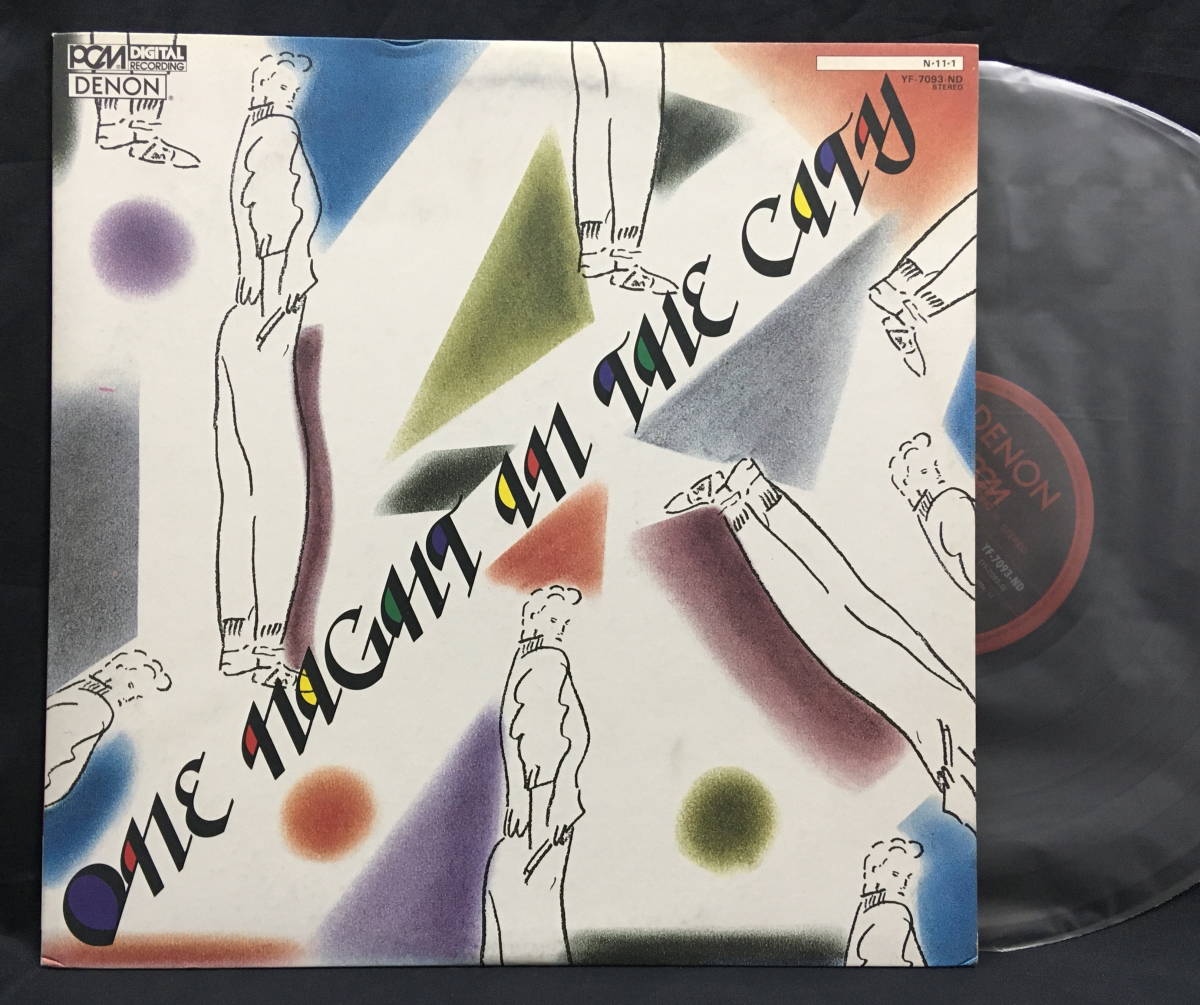 PCM DIGITAL
RECORDING
DENON
N·11·1
YF-7093-ND
STEREO
ONE NIGHT IN THE CITY
DENON
PCM
YF-7093-ND